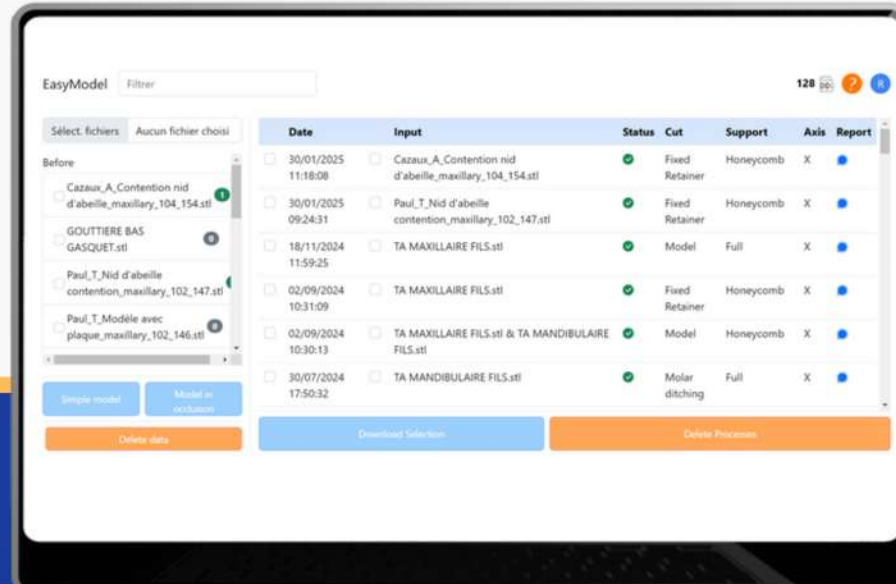 EasyModel
Filtrer
128
?
R
Sélect. fichiers Aucun fichier choisi
Before
Cazaux_A_Contention nid
d'abeille_maxillary_104_154.stl
1
GOUTTIERE BAS
GASQUET.stl
0
Paul_T_Nid d'abeille
contention_maxillary_102_147.stl
Paul_T_Modèle avec
plaque_maxillary_102_146.stl
0
Simple model
Model in
occlusion
Delete data
Date Input Status Cut Support Axis Report
30/01/2025 Cazaux_A_Contention nid Fixed Honeycomb X
11:18:08 d'abeille_maxillary_104_154.stl Retainer
30/01/2025 Paul_T_Nid d'abeille Fixed Honeycomb X
09:24:31 contention_maxillary_102_147.stl Retainer
18/11/2024 TA MAXILLAIRE FILS.stl Model Full X
11:59:25
02/09/2024 TA MAXILLAIRE FILS.stl Fixed Honeycomb X
10:31:09 Retainer
02/09/2024 TA MAXILLAIRE FILS.stl & TA MANDIBULAIRE Model Honeycomb X
10:30:13 FILS.stl
30/07/2024 TA MANDIBULAIRE FILS.stl Molar Full X
17:50:32 ditching
Download Selection
Delete Processes